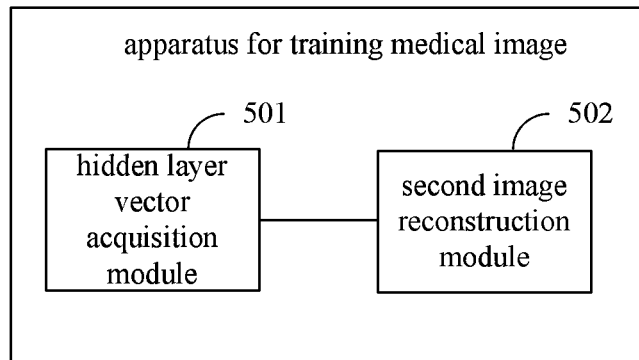 apparatus for training medical image
501
502
hidden layer
vector
acquisition
module
second image
reconstruction
module